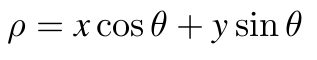 ρ = x cos θ + y sin θ